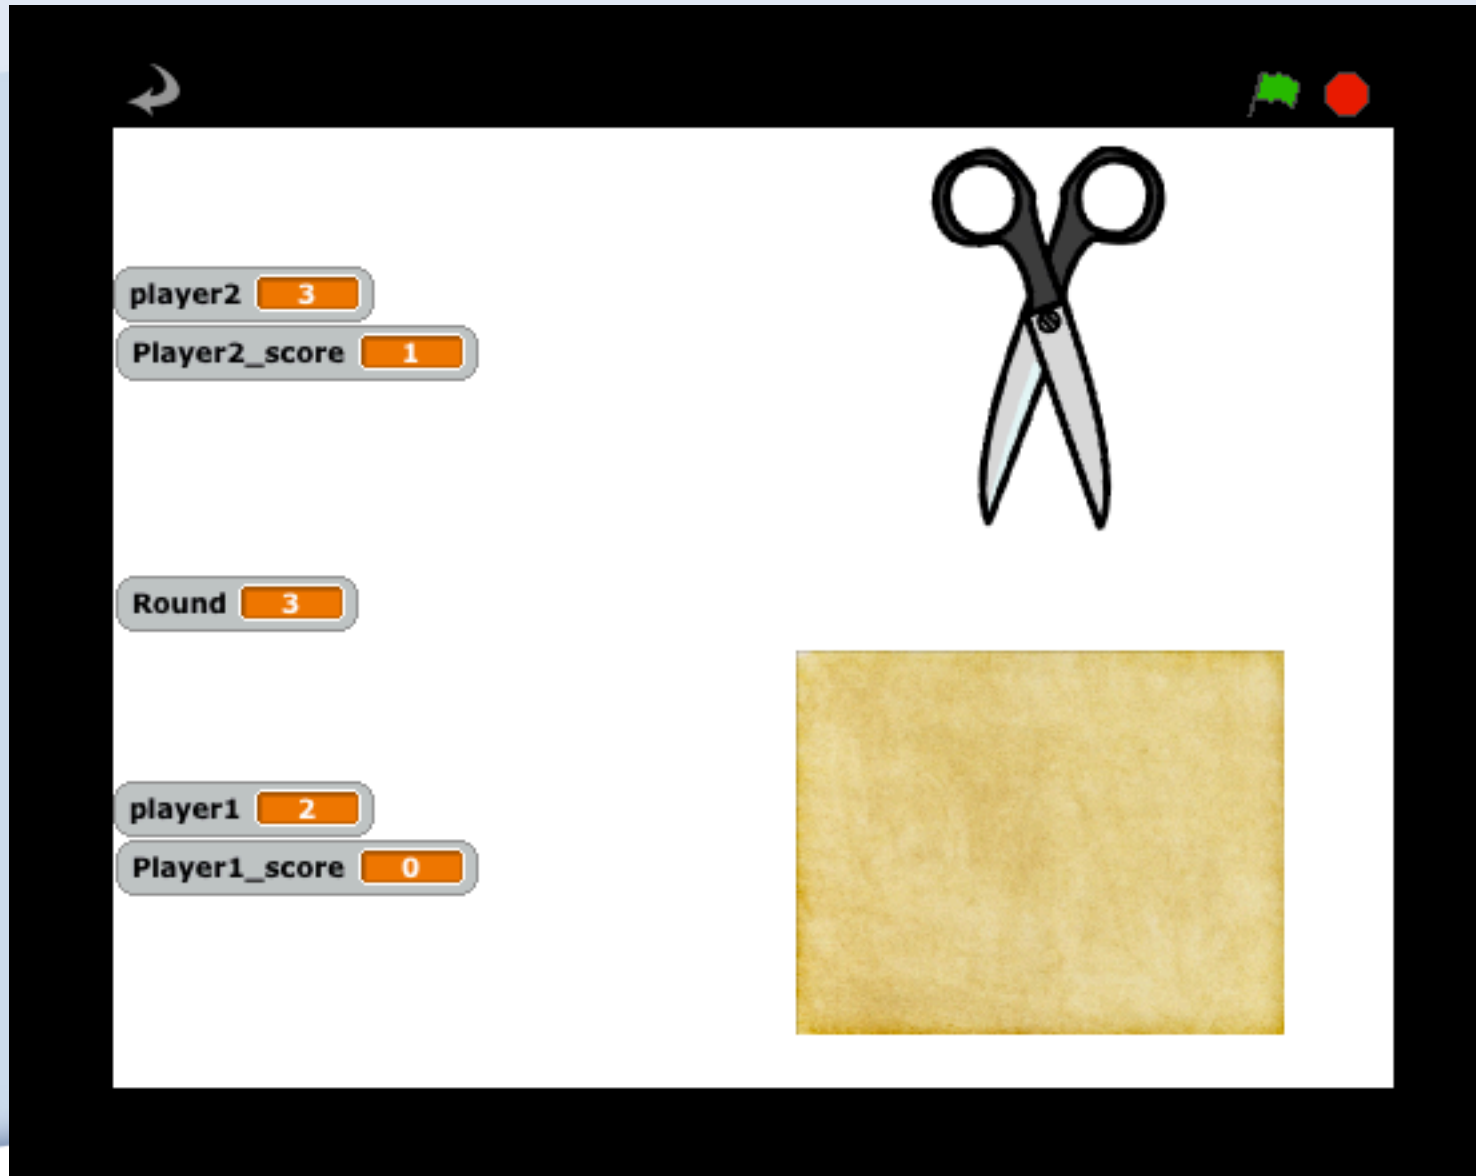 player2 3
Player2_score 1
Round 3
player1 2
Player1_score 0